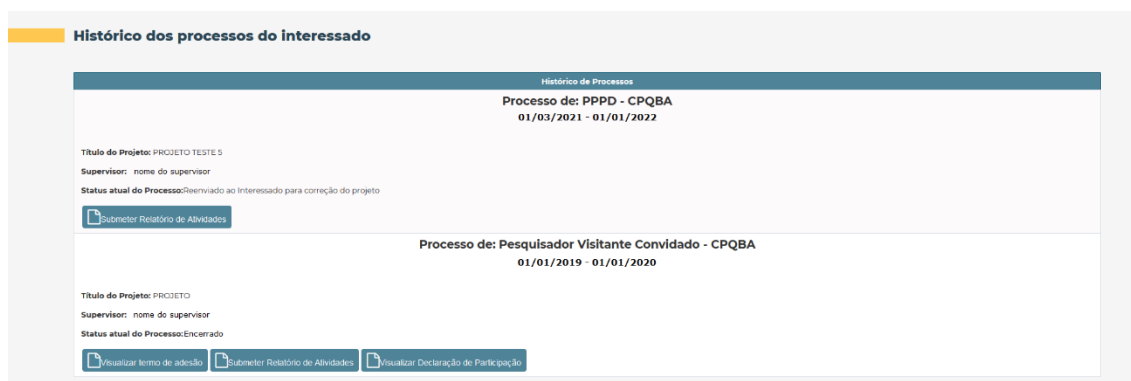 Histórico dos processos do interessado
Histórico de Processos
Processo de: PPPD - CPQBA
01/03/2021 - 01/01/2022
Título do Projeto: PROJETO TESTE 5
Supervisor: nome do supervisor
Status atual do Processo:Reenviado ao Interessado para correção do projeto
Submeter Relatório de Atividades
Processo de: Pesquisador Visitante Convidado - CPQBA
01/01/2019 - 01/01/2020
Título do Projeto: PROJETO
Supervisor: nome do supervisor
Status atual do Processo:Encerrado
Visualizar termo de adesão Submeter Relatório de Atividades Visualizar Declaração de Participação